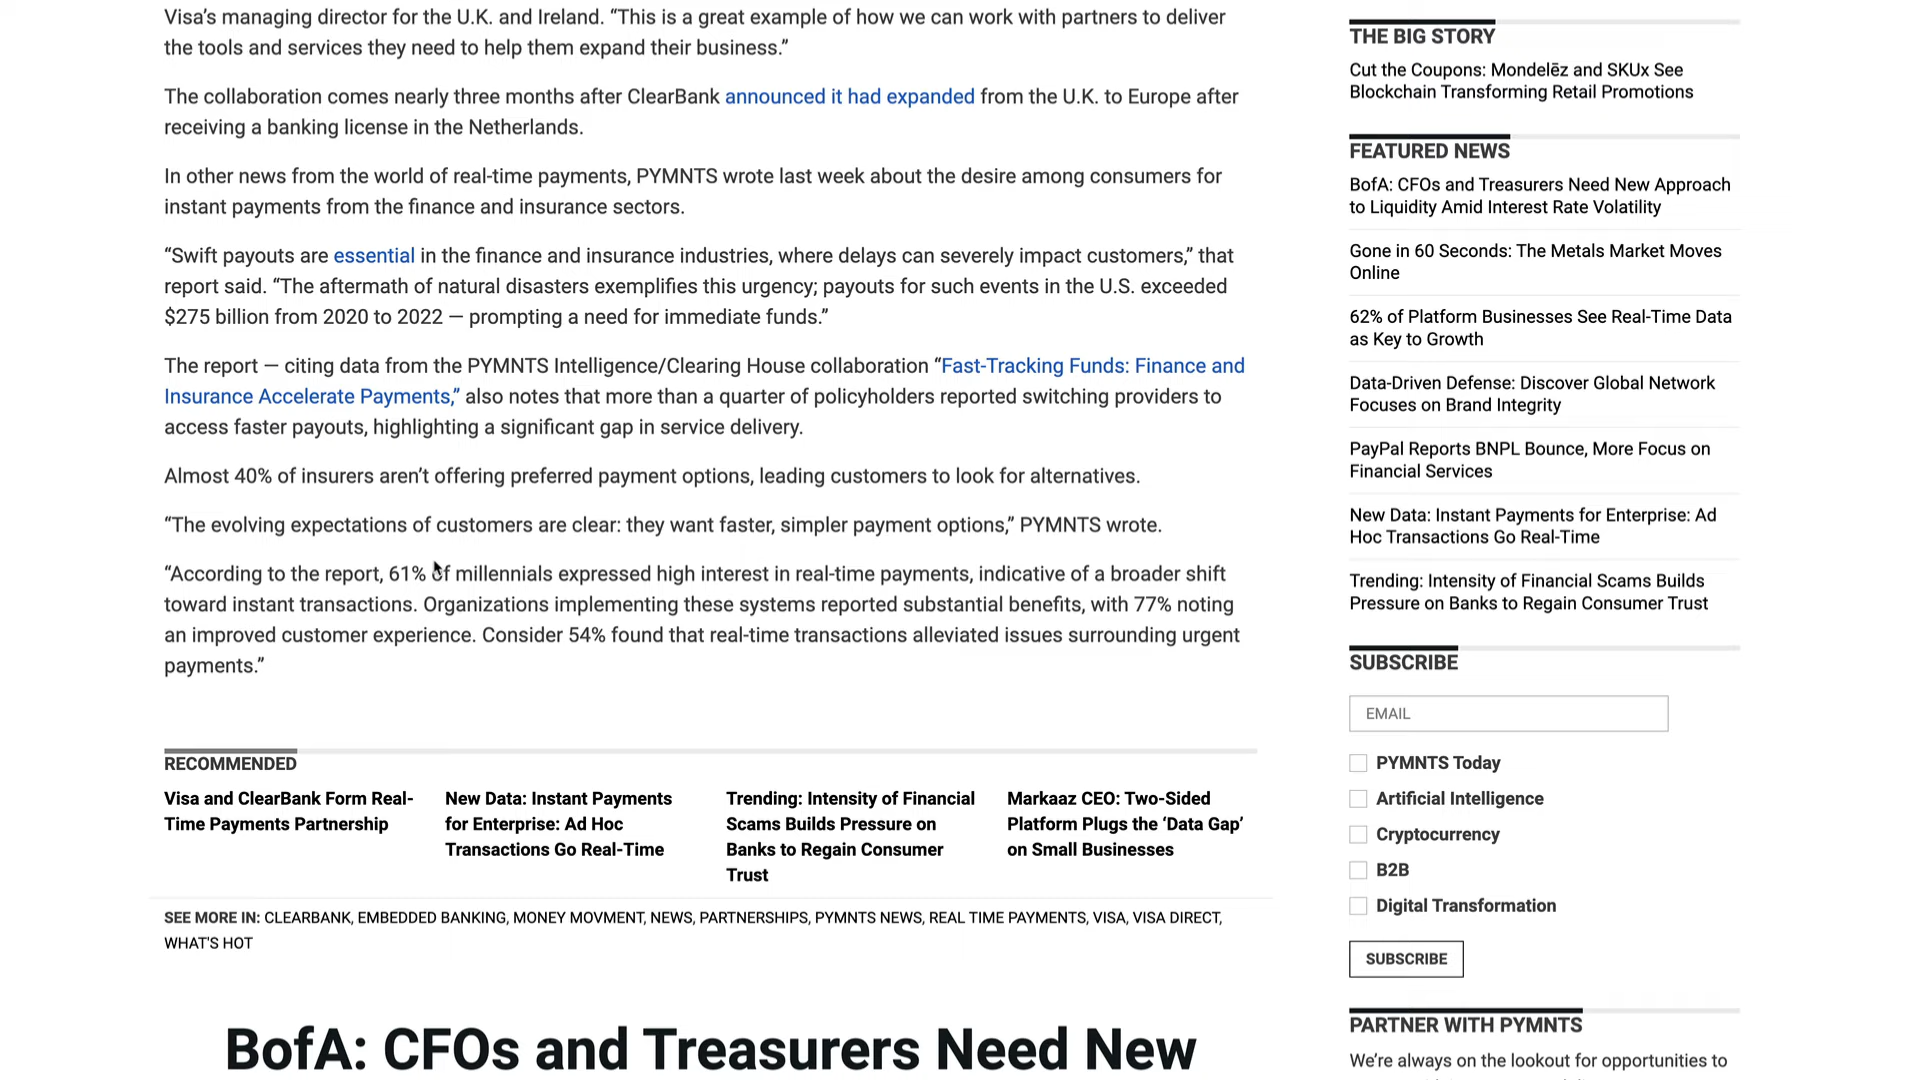 Visa’s managing director for the U.K. and Ireland. “This is a great example of how we can work with partners to deliver
the tools and services they need to help them expand their business.”
The collaboration comes nearly three months after ClearBank announced it had expanded from the U.K. to Europe after
receiving a banking license in the Netherlands.
In other news from the world of real-time payments, PYMNTS wrote last week about the desire among consumers for
instant payments from the finance and insurance sectors.
“Swift payouts are essential in the finance and insurance industries, where delays can severely impact customers,” that
report said. “The aftermath of natural disasters exemplifies this urgency; payouts for such events in the U.S. exceeded
$275 billion from 2020 to 2022 — prompting a need for immediate funds.”
The report — citing data from the PYMNTS Intelligence/Clearing House collaboration “Fast-Tracking Funds: Finance and
Insurance Accelerate Payments,” also notes that more than a quarter of policyholders reported switching providers to
access faster payouts, highlighting a significant gap in service delivery.
Almost 40% of insurers aren’t offering preferred payment options, leading customers to look for alternatives.
“The evolving expectations of customers are clear: they want faster, simpler payment options,” PYMNTS wrote.
“According to the report, 61% of millennials expressed high interest in real-time payments, indicative of a broader shift
toward instant transactions. Organizations implementing these systems reported substantial benefits, with 77% noting
an improved customer experience. Consider 54% found that real-time transactions alleviated issues surrounding urgent
payments.”
RECOMMENDED
Visa and ClearBank Form Real-
Time Payments Partnership
New Data: Instant Payments
for Enterprise: Ad Hoc
Transactions Go Real-Time
Trending: Intensity of Financial
Scams Builds Pressure on
Banks to Regain Consumer
Trust
Markaaz CEO: Two-Sided
Platform Plugs the ‘Data Gap’
on Small Businesses
SEE MORE IN: CLEARBANK, EMBEDDED BANKING, MONEY MOVMENT, NEWS, PARTNERSHIPS, PYMNTS NEWS, REAL TIME PAYMENTS, VISA, VISA DIRECT,
WHAT'S HOT
BofA: CFOs and Treasurers Need New
THE BIG STORY
Cut the Coupons: Mondelēz and SKUx See
Blockchain Transforming Retail Promotions
FEATURED NEWS
BofA: CFOs and Treasurers Need New Approach
to Liquidity Amid Interest Rate Volatility
Gone in 60 Seconds: The Metals Market Moves
Online
62% of Platform Businesses See Real-Time Data
as Key to Growth
Data-Driven Defense: Discover Global Network
Focuses on Brand Integrity
PayPal Reports BNPL Bounce, More Focus on
Financial Services
New Data: Instant Payments for Enterprise: Ad
Hoc Transactions Go Real-Time
Trending: Intensity of Financial Scams Builds
Pressure on Banks to Regain Consumer Trust
SUBSCRIBE
EMAIL
PYMNTS Today
Artificial Intelligence
Cryptocurrency
B2B
Digital Transformation
SUBSCRIBE
PARTNER WITH PYMNTS
We’re always on the lookout for opportunities to